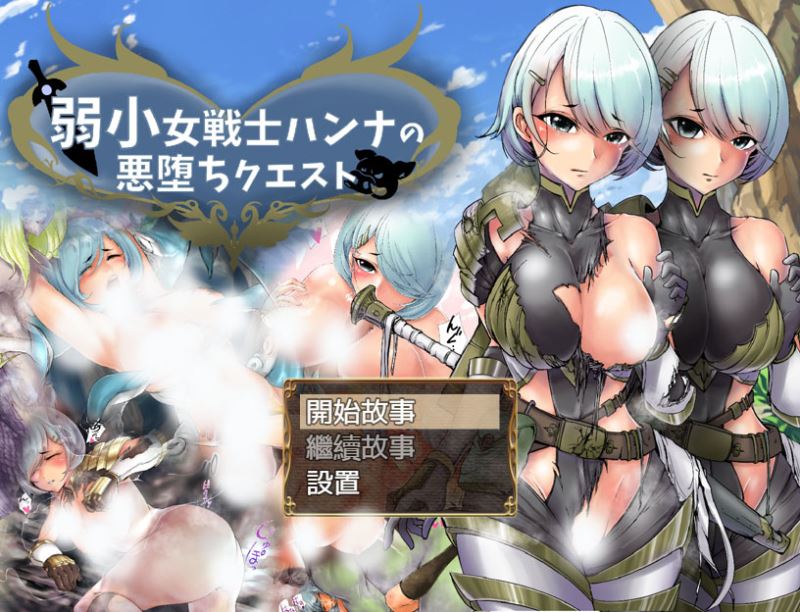 弱小女戦士ハンナの
悪堕ちクエスト
開始故事
繼續故事
設置